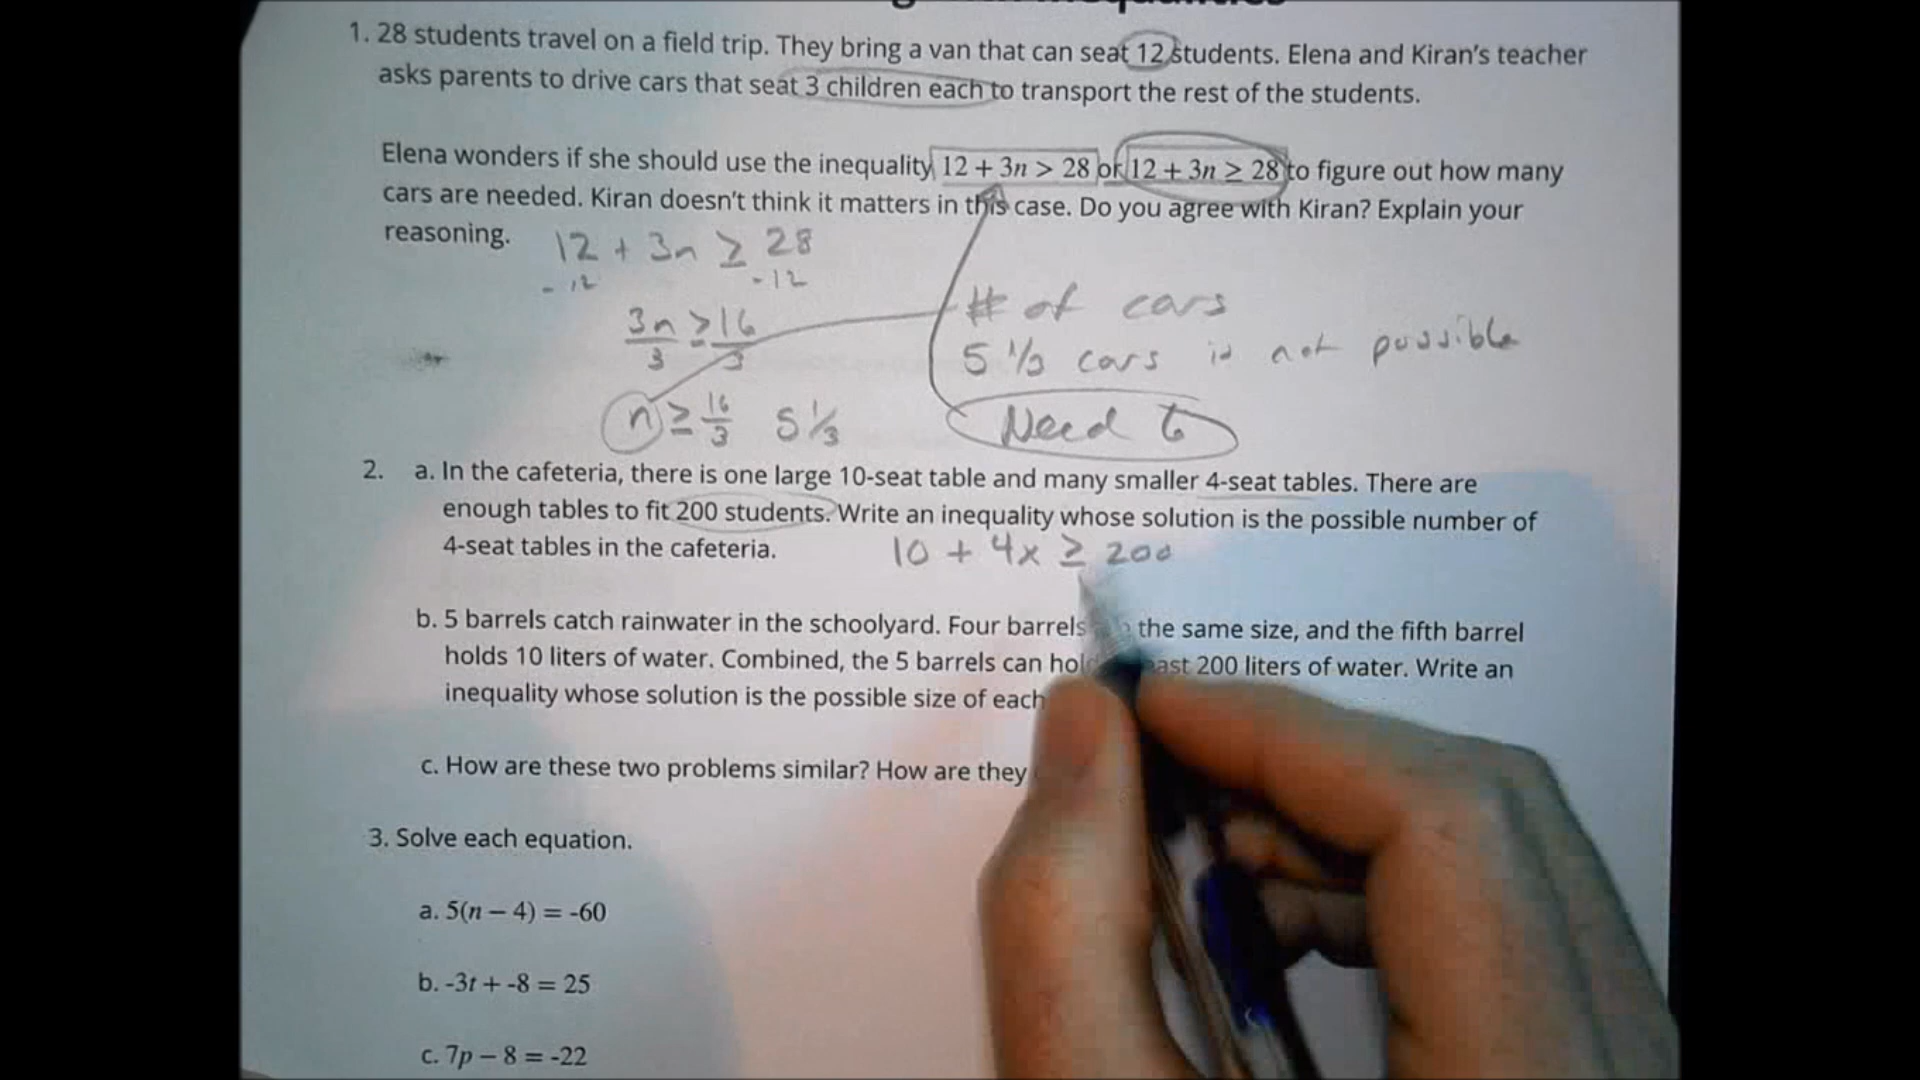 1. 28 students travel on a field trip. They bring a van that can seat 12 students. Elena and Kiran's teacher
asks parents to drive cars that seat 3 children each to transport the rest of the students.
Elena wonders if she should use the inequality 12 + 3n > 28 or 12 + 3n ≥ 28 to figure out how many
cars are needed. Kiran doesn't think it matters in this case. Do you agree with Kiran? Explain your
reasoning.
12 + 3n ≥ 28
- 12 - 12
3n ≥ 16
3 3
# of cars
5 1/3 cars is not possible
n ≥ 16/3 5 1/3
Need 6
2. a. In the cafeteria, there is one large 10-seat table and many smaller 4-seat tables. There are
enough tables to fit 200 students. Write an inequality whose solution is the possible number of
4-seat tables in the cafeteria.
10 + 4x ≥ 200
b. 5 barrels catch rainwater in the schoolyard. Four barrels the same size, and the fifth barrel
holds 10 liters of water. Combined, the 5 barrels can 200 liters of water. Write an
inequality whose solution is the possible size of each
c. How are these two problems similar? How are they
3. Solve each equation.
a. 5(n − 4) = -60
b. -3t + -8 = 25
c. 7p − 8 = -22